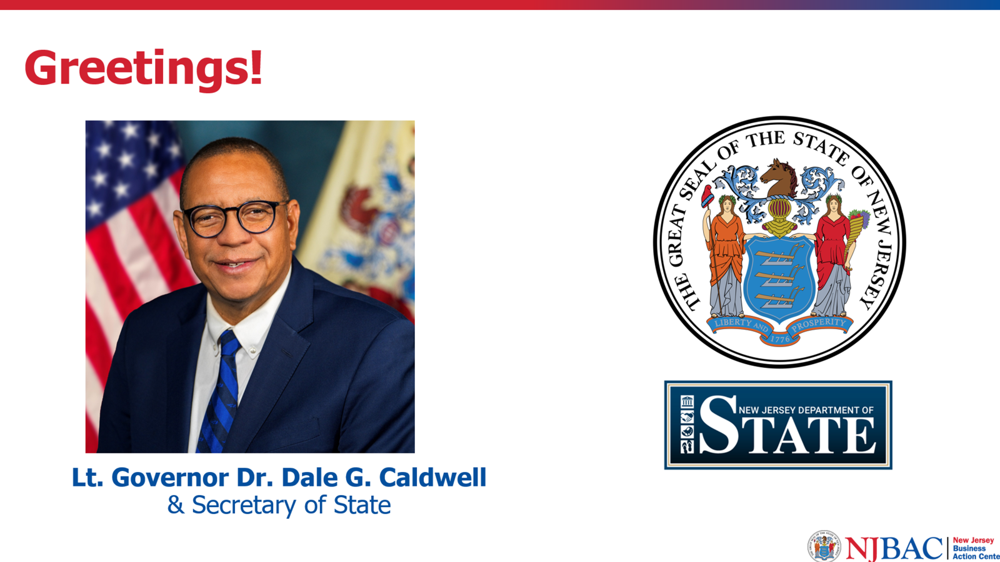 Greetings!
THE GREAT SEAL OF THE STATE OF NEW JERSEY
LIBERTY AND PROSPERITY
1776
NEW JERSEY DEPARTMENT OF
STATE
Lt. Governor Dr. Dale G. Caldwell
& Secretary of State
NJBAC
New Jersey
Business
Action Cente